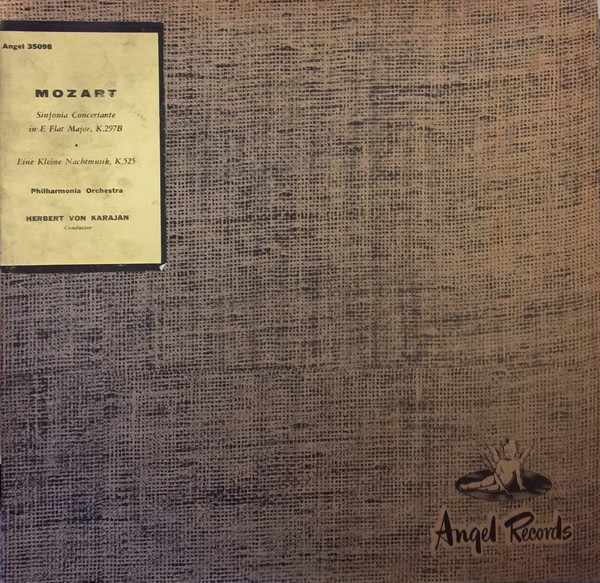 Angel 35098
MOZART
Sinfonia Concertante
in E Flat Major, K.297B
Eine Kleine Nachtmusik, K.525
Philharmonia Orchestra
HERBERT VON KARAJAN
Conductor
Angel Records